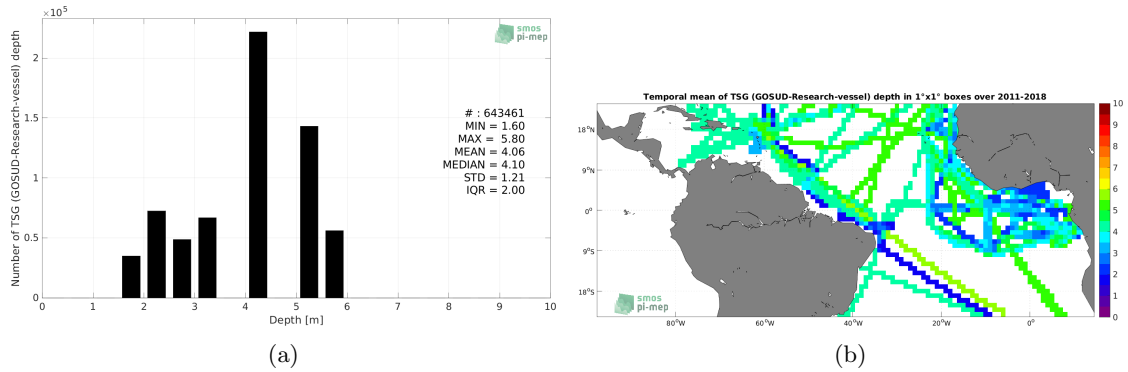 ×10⁵
smos
pi-mep
Number of TSG (GOSUD-Research-vessel) depth
2
1.5
1
0.5
0
# : 643461
MIN = 1.60
MAX = 5.80
MEAN = 4.06
MEDIAN = 4.10
STD = 1.21
IQR = 2.00
0 1 2 3 4 5 6 7 8 9 10
Depth [m]
(a)
Temporal mean of TSG (GOSUD-Research-vessel) depth in 1°x1° boxes over 2011-2018
18°N
9°N
0°
9°S
18°S
80°W 60°W 40°W 20°W 0°
smos
pi-mep
10
9
8
7
6
5
4
3
2
1
0
(b)